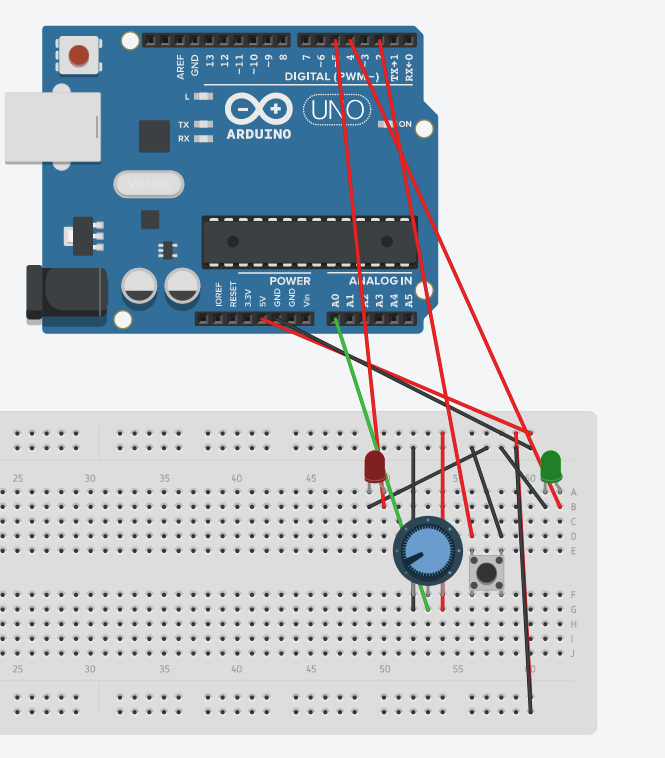 AREF
GND
13
12
~11
~10
~9
8
7
~6
~5
4
~3
2
TX→1
RX←0
DIGITAL (PWM~)
L
TX
RX
ARDUINO
UNO
ON
IOREF
RESET
3.3V
5V
GND
GND
Vin
POWER
A0
A1
A2
A3
A4
A5
ANALOG IN
25 30 35 40 45 50 55 60
A
B
C
D
E
F
G
H
I
J
25 30 35 40 45 50 55 60